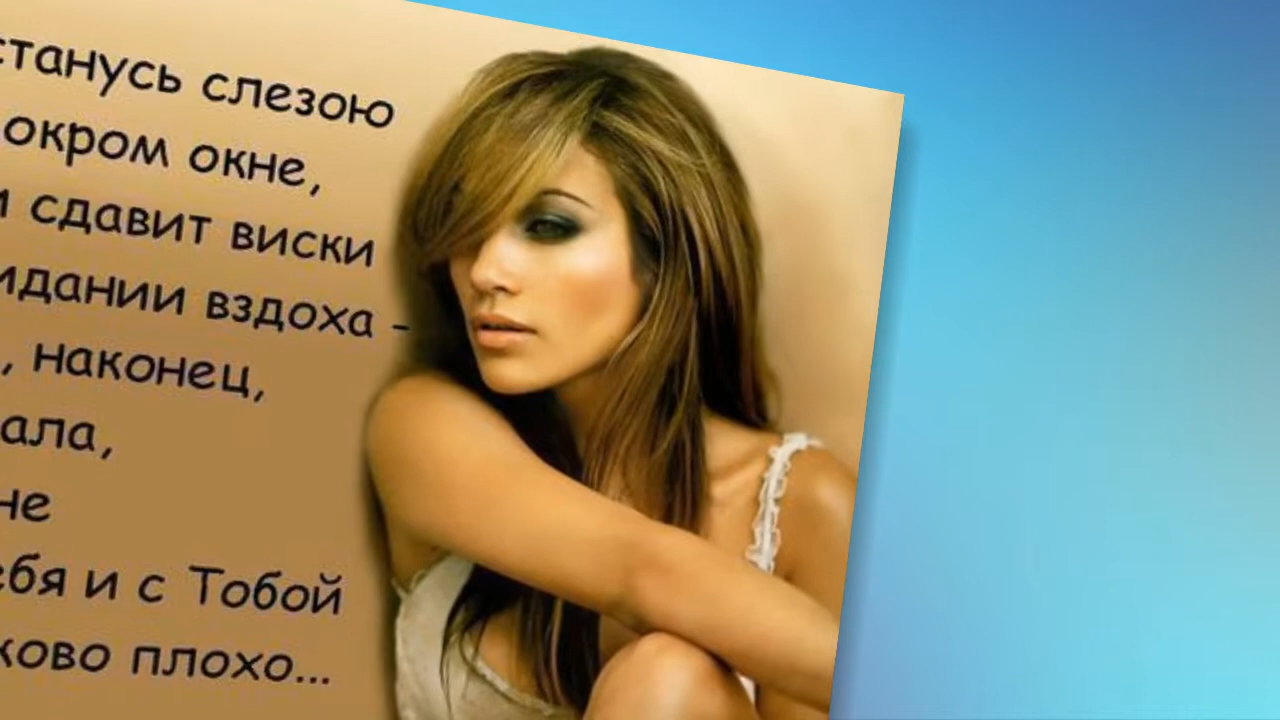 станусь слезою
окром окне,
и сдавит виски
идании вздоха -
, наконец,
ала,
не
ебя и с Тобой
ково плохо...